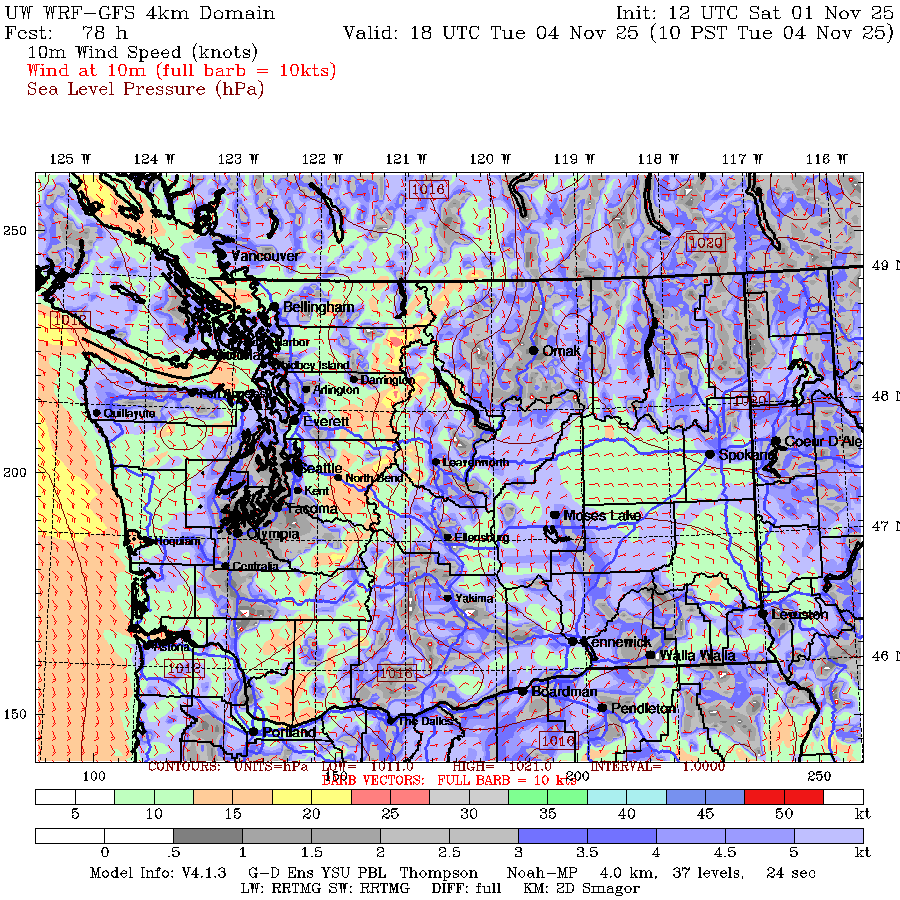 UW WRF-GFS 4km Domain Init: 12 UTC Sat 01 Nov 25
Fcst: 78 h Valid: 18 UTC Tue 04 Nov 25 (10 PST Tue 04 Nov 25)
10m Wind Speed (knots)
Wind at 10m (full barb = 10kts)
Sea Level Pressure (hPa)
125 W 124 W 123 W 122 W 121 W 120 W 119 W 118 W 117 W 116 W
1016
250
1020
Vancouver
49 N
Bellingham
1012
Harbor
Omak
Whidbey Island
Darrington
Arlington
Port Angeles
48 N
1020
Quillayute
Everett
Coeur D'Ale
Spokane
Leavenworth
200
Seattle
North Bend
Kent
Tacoma
Moses Lake
47 N
Hoquiam
Olympia
Ellensburg
Centralia
Yakima
Lewiston
Kennewick
Astoria
Walla Walla
46 N
1012
1016
Boardman
Pendleton
150
The Dalles
Portland
1016
CONTOURS: UNITS=hPa LOW= 1011.0 HIGH= 1021.0 INTERVAL= 1.0000
100 150 200 250
BARB VECTORS: FULL BARB = 10 kts
5 10 15 20 25 30 35 40 45 50 kt
0 .5 1 1.5 2 2.5 3 3.5 4 4.5 5 kt
Model Info: V4.1.3 G-D Ens YSU PBL Thompson Noah-MP 4.0 km, 37 levels, 24 sec
LW: RRTMG SW: RRTMG DIFF: full KM: 2D Smagor